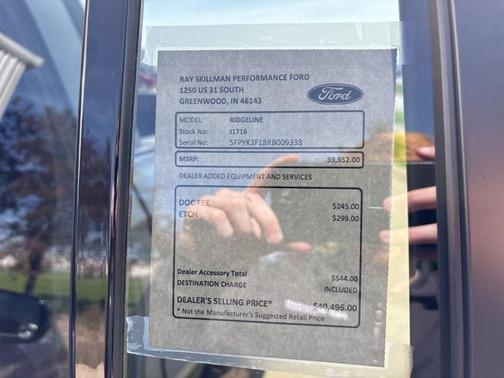 RAY SKILLMAN PERFORMANCE FORD
1250 US 31 SOUTH
GREENWOOD, IN 46143
Ford
MODEL: RIDGELINE
Stock No: J1716
Serial No: 5FPYK3F18RB009338
MSRP: 39,952.00
DEALER ADDED EQUIPMENT AND SERVICES
DOC FEE $245.00
ETCH $299.00
Dealer Accessory Total $544.00
DESTINATION CHARGE INCLUDED
DEALER'S SELLING PRICE* $40,496.00
* Not the Manufacturer's Suggested Retail Price